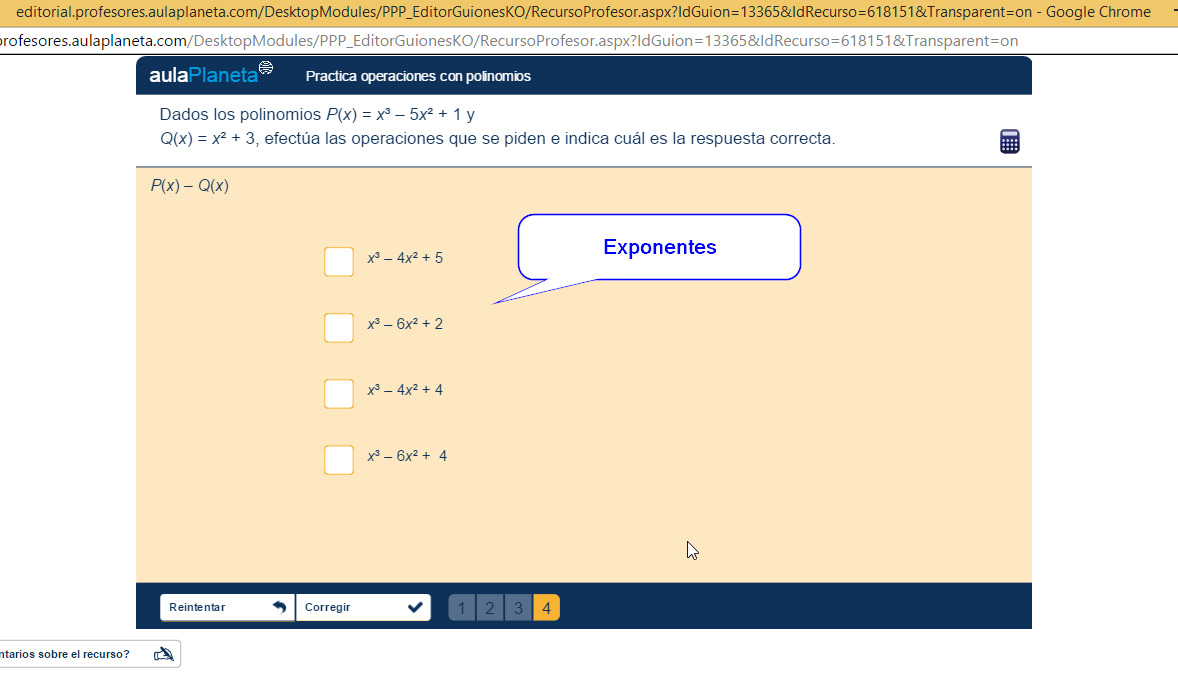 editorial.profesores.aulaplaneta.com/DesktopModules/PPP_EditorGuionesKO/RecursoProfesor.aspx?IdGuion=13365&IdRecurso=618151&Transparent=on - Google Chrome
profesores.aulaplaneta.com/DesktopModules/PPP_EditorGuionesKO/RecursoProfesor.aspx?IdGuion=13365&IdRecurso=618151&Transparent=on
aulaPlaneta Practica operaciones con polinomios
Dados los polinomios P(x) = x³ – 5x² + 1 y
Q(x) = x² + 3, efectúa las operaciones que se piden e indica cuál es la respuesta correcta.
P(x) – Q(x)
Exponentes
x³ – 4x² + 5
x³ – 6x² + 2
x³ – 4x² + 4
x³ – 6x² + 4
Reintentar Corregir 1 2 3 4
sobre el recurso?